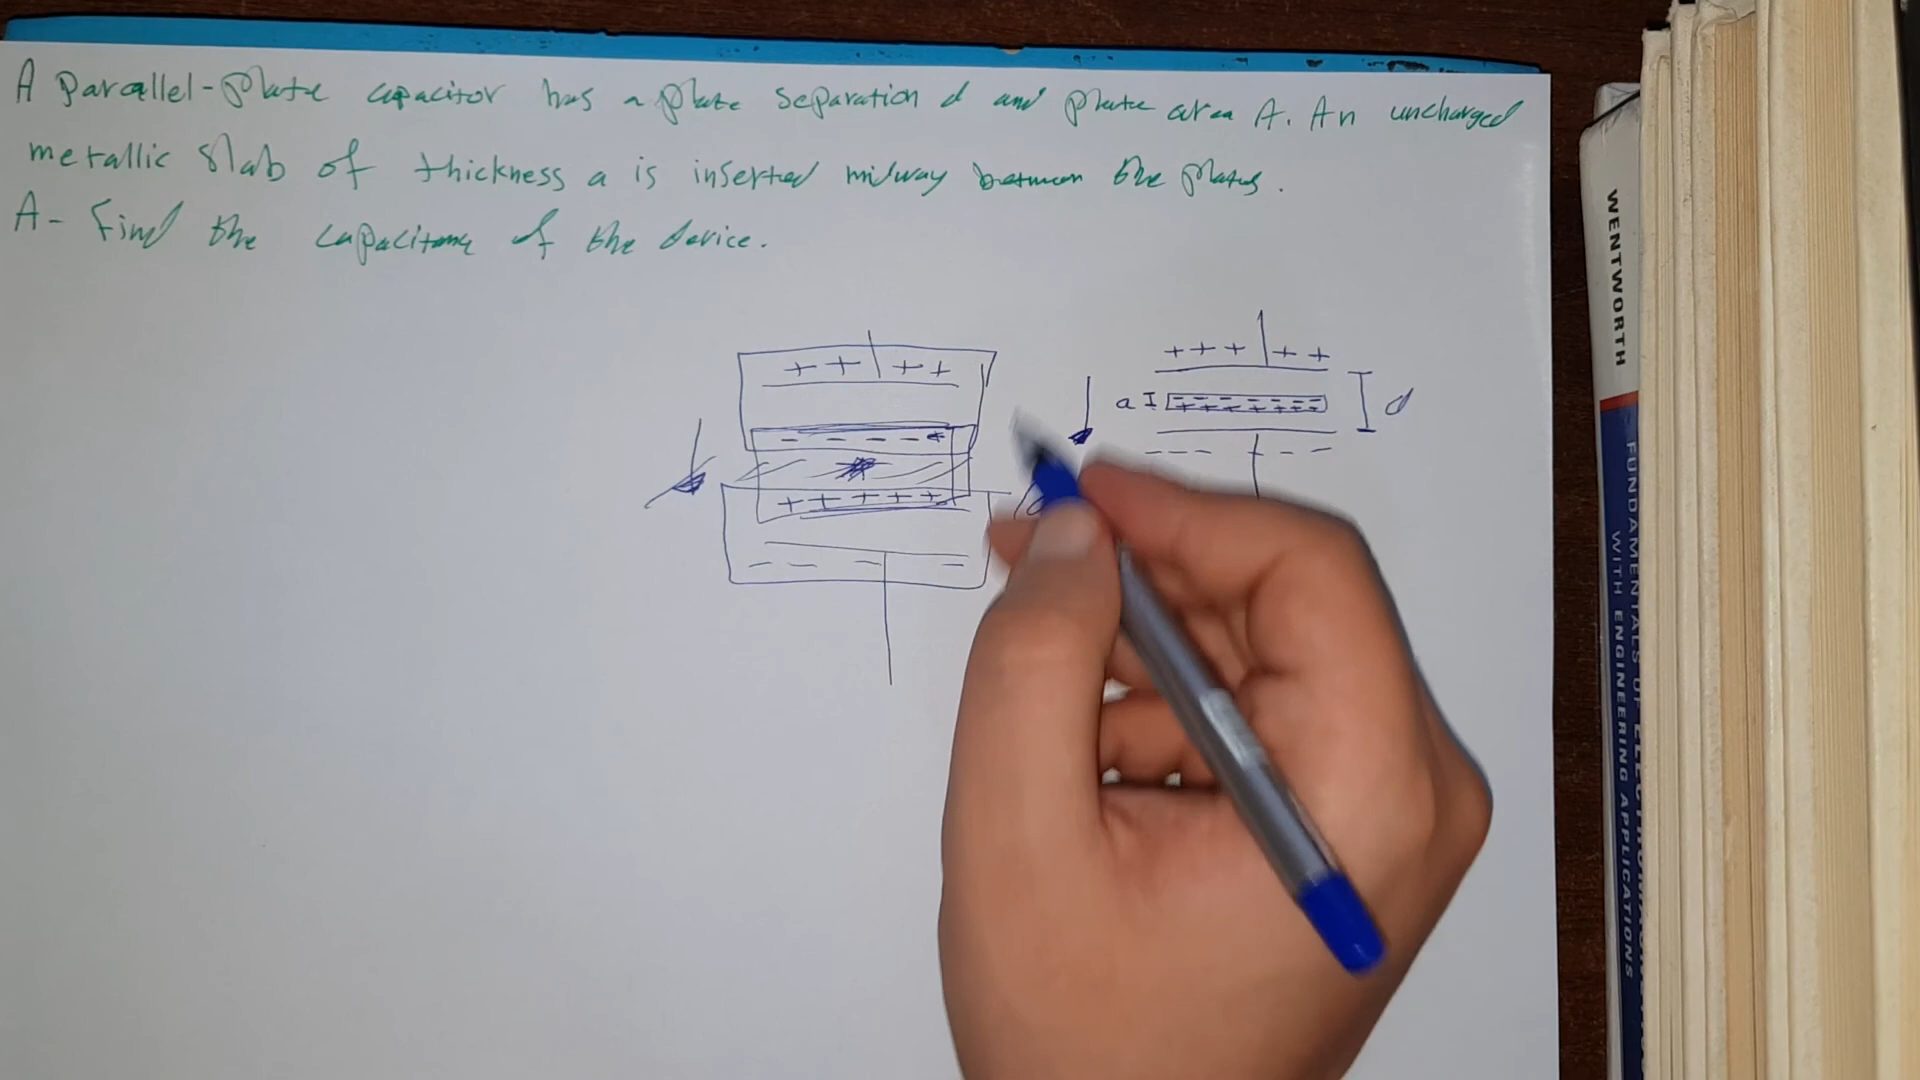 A parallel-plate capacitor has a plate separation d and plate area A. An uncharged
metallic slab of thickness a is inserted midway between the plates.
A- Find the capacitance of the device.
+ + + + +
a
d
+ + + +
- - - -
+ + + + +
- - - -
WENTWORTH
FUNDAMENTALS OF ELECTROMAGNETICS
WITH ENGINEERING APPLICATIONS